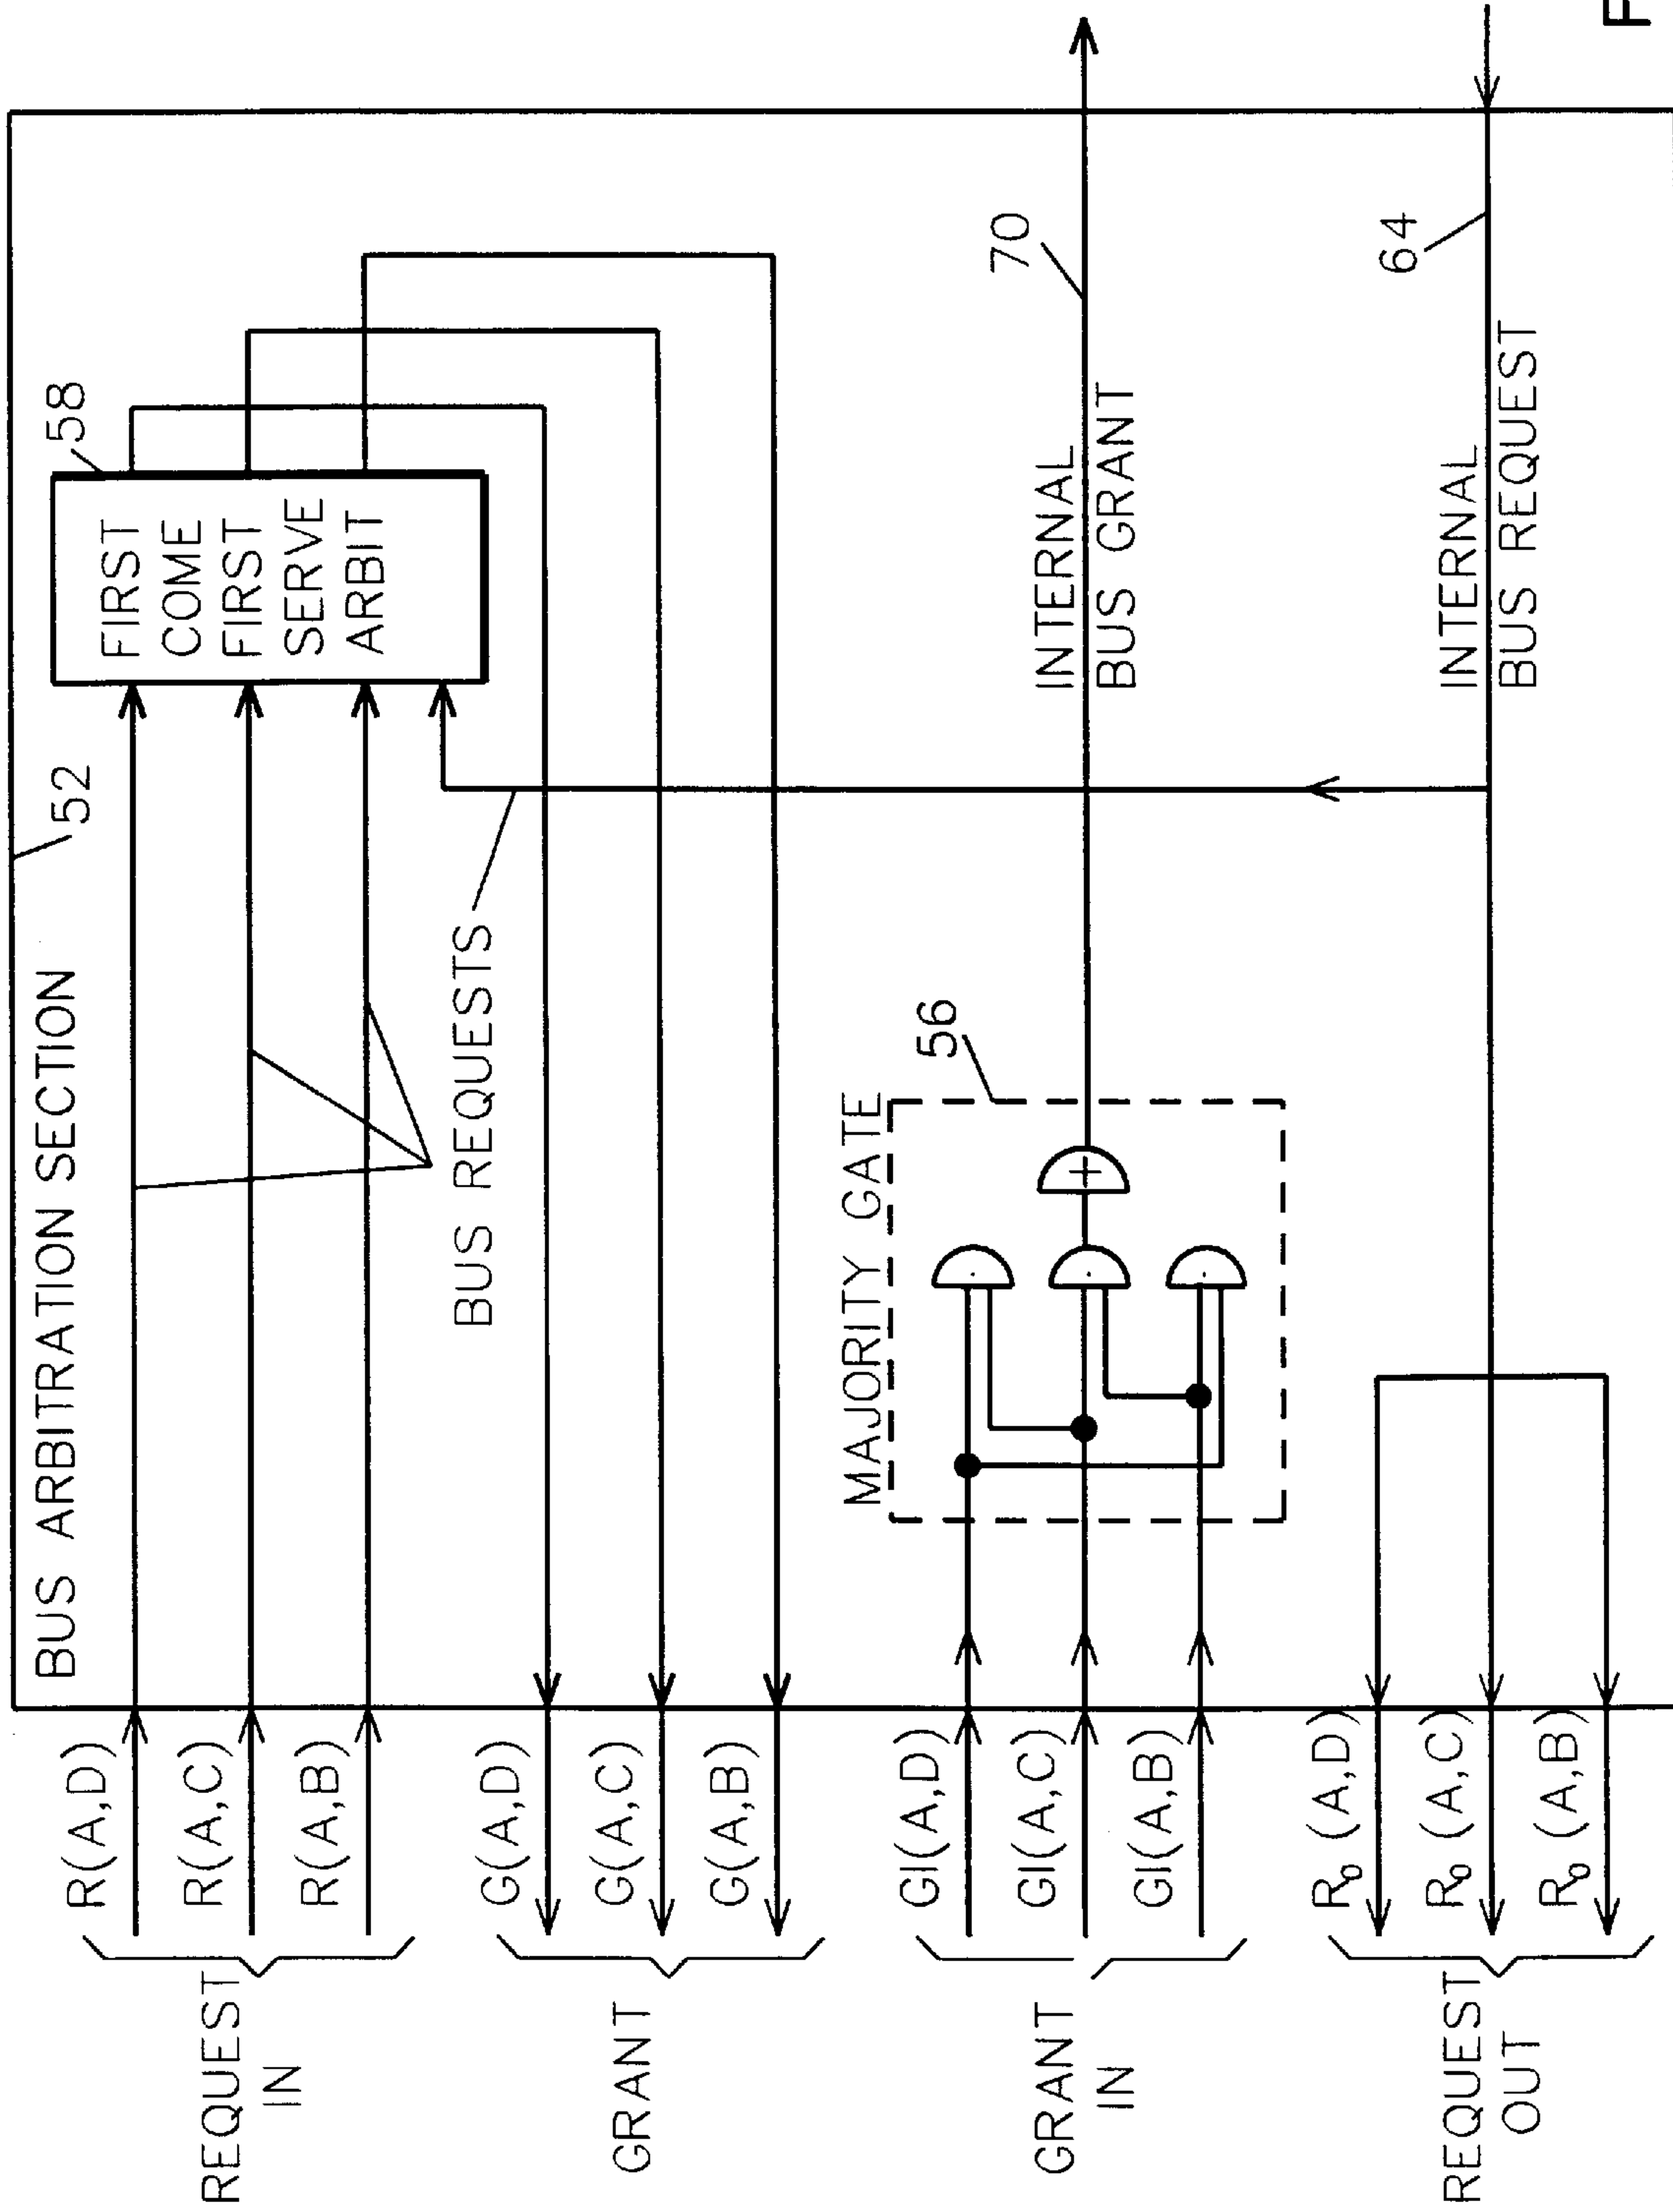 BUS ARBITRATION SECTION
52
58
FIRST
COME
FIRST
SERVE
ARBIT
REQUEST
IN
R(A,D)
R(A,C)
R(A,B)
BUS REQUESTS
GRANT
G(A,D)
G(A,C)
G(A,B)
MAJORITY GATE
56
GRANT
IN
GI(A,D)
GI(A,C)
GI(A,B)
+
INTERNAL
BUS GRANT
70
REQUEST
OUT
R₀ (A,D)
R₀ (A,C)
R₀ (A,B)
INTERNAL
BUS REQUEST
64
F